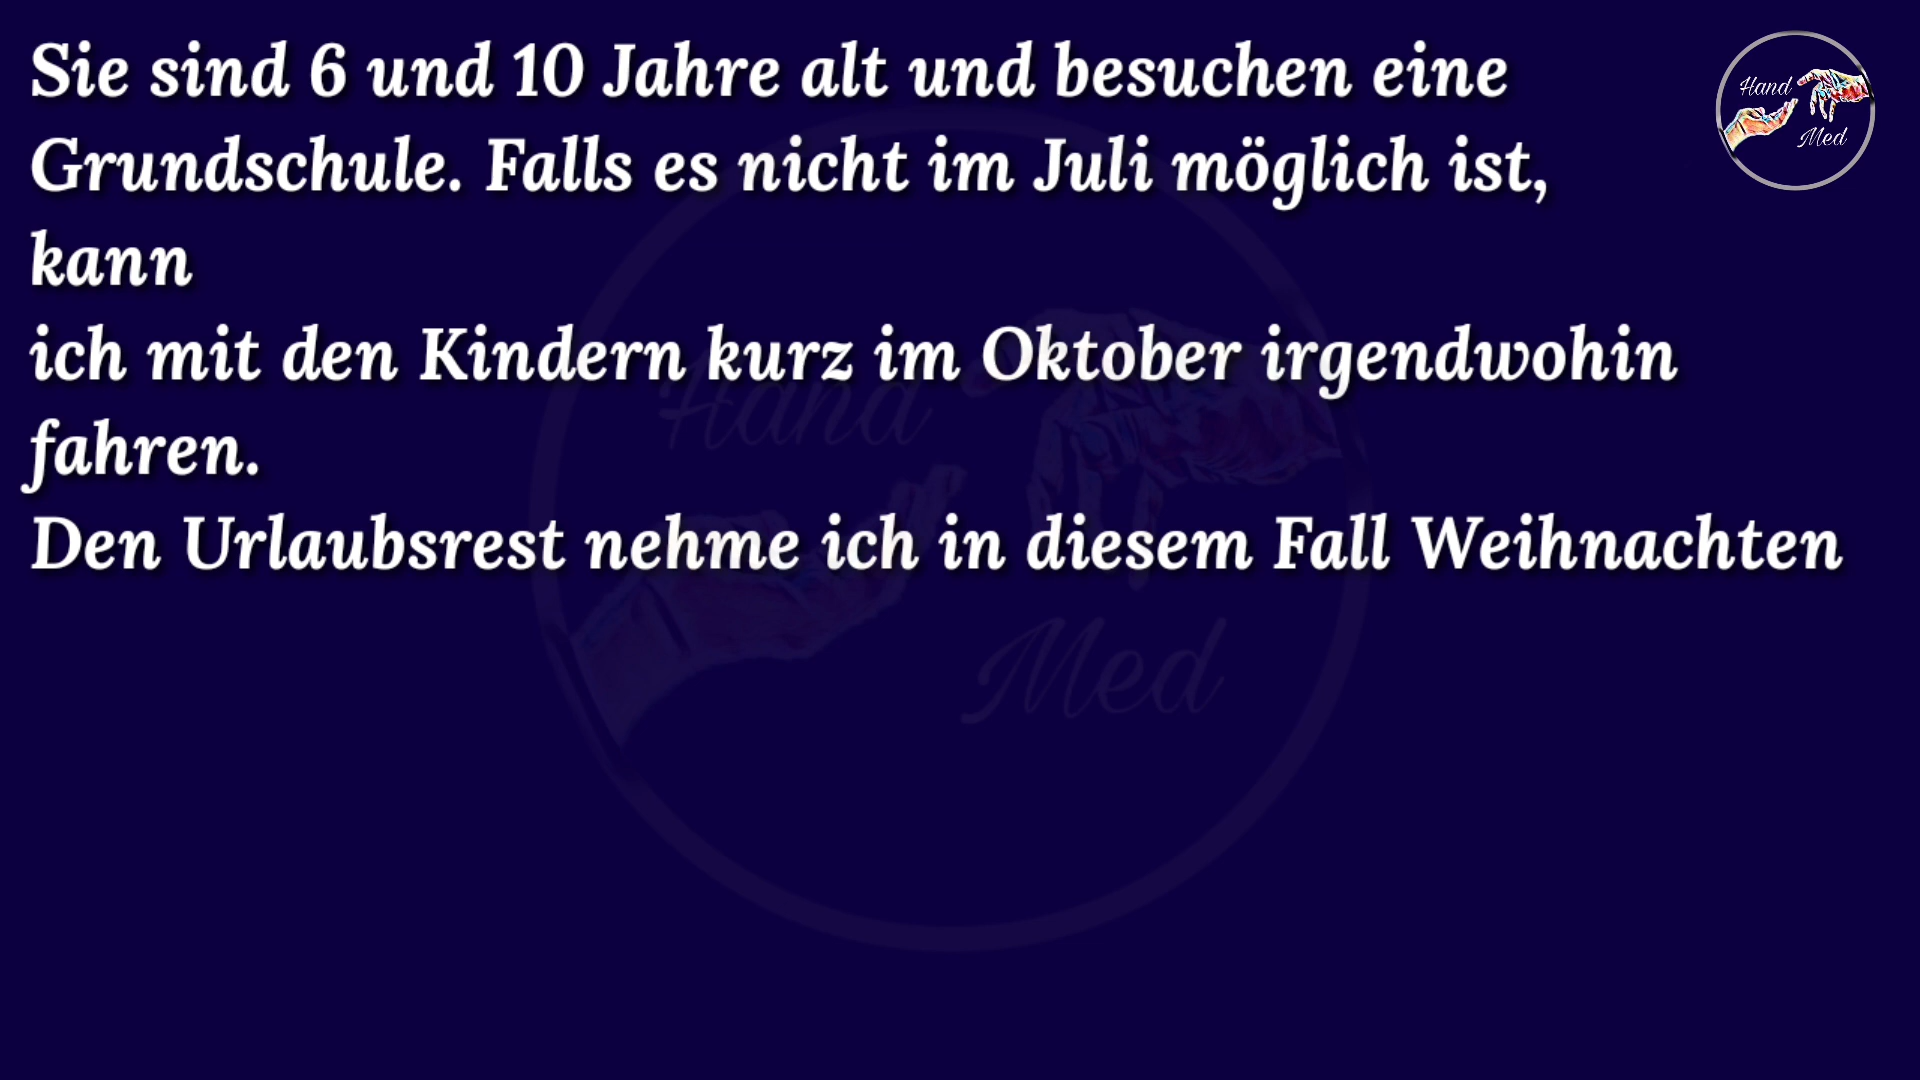 Sie sind 6 und 10 Jahre alt und besuchen eine
Grundschule. Falls es nicht im Juli möglich ist,
kann
ich mit den Kindern kurz im Oktober irgendwohin
fahren.
Den Urlaubsrest nehme ich in diesem Fall Weihnachten
Hand
Med
Hand
Med